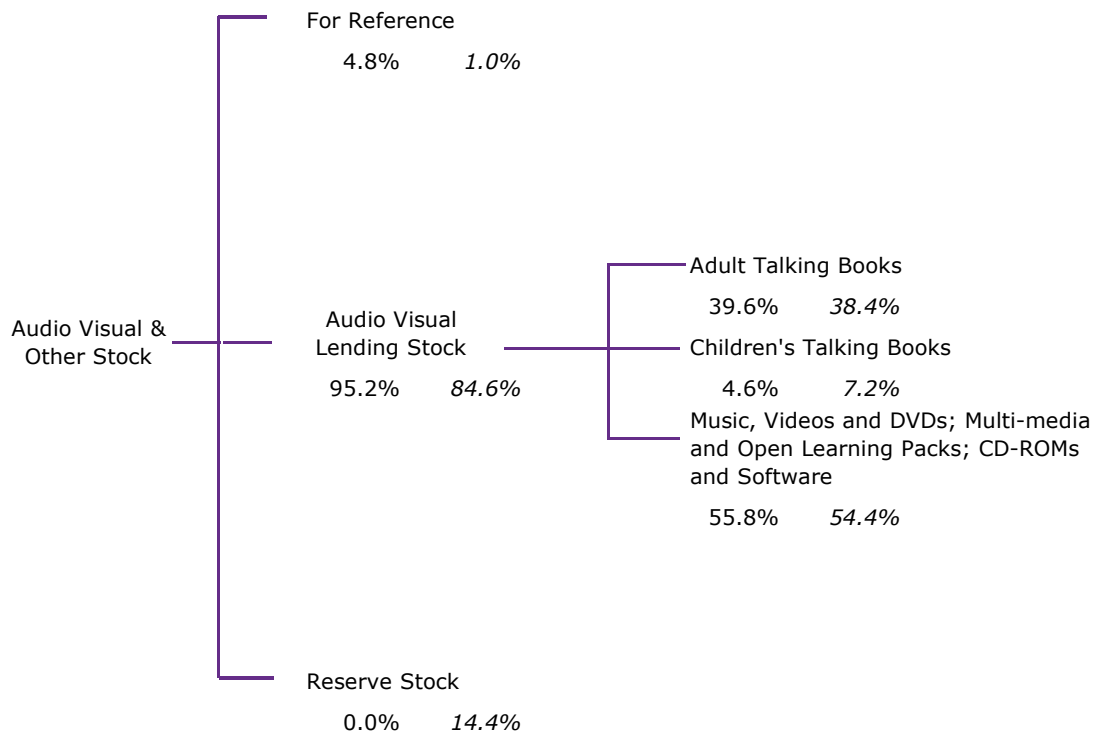 For Reference
4.8% 1.0%
Audio Visual &
Other Stock
Audio Visual
Lending Stock
95.2% 84.6%
Adult Talking Books
39.6% 38.4%
Children's Talking Books
4.6% 7.2%
Music, Videos and DVDs; Multi-media
and Open Learning Packs; CD-ROMs
and Software
55.8% 54.4%
Reserve Stock
0.0% 14.4%